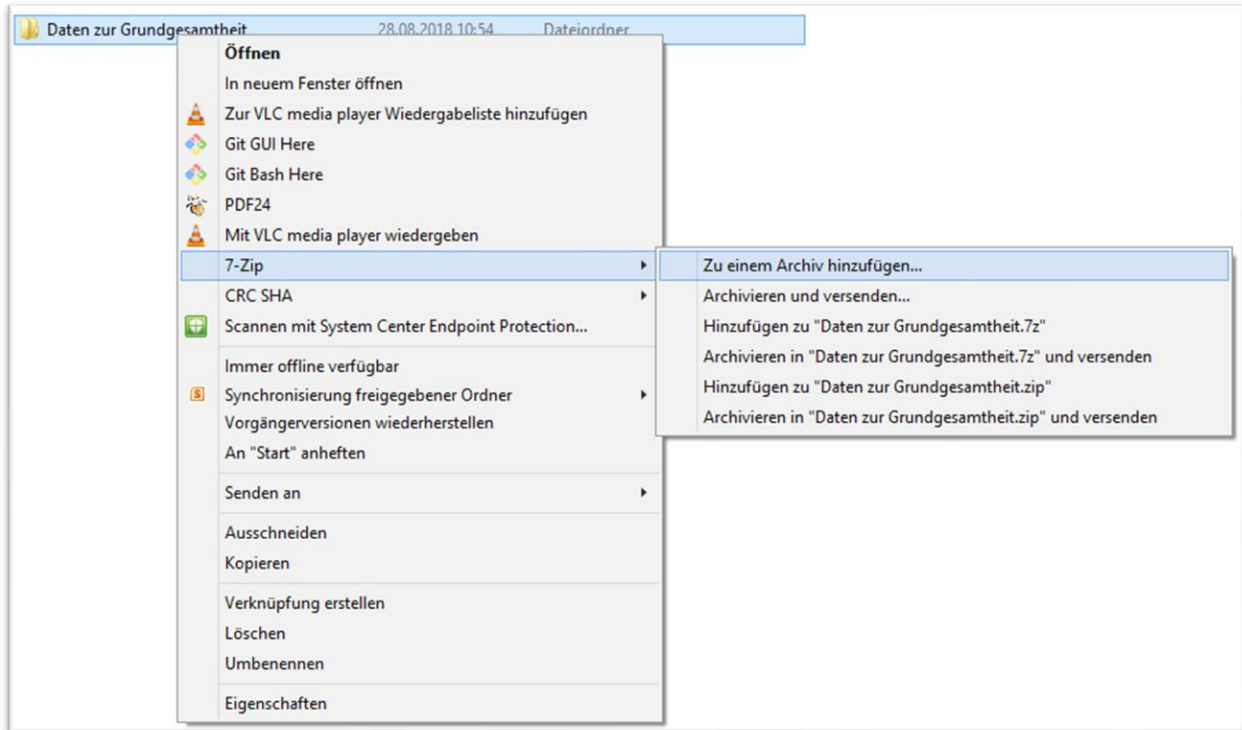 Daten zur Grundgesamtheit 28.08.2018 10:54 Dateiordner
Öffnen
In neuem Fenster öffnen
Zur VLC media player Wiedergabeliste hinzufügen
Git GUI Here
Git Bash Here
PDF24
Mit VLC media player wiedergeben
7-Zip
CRC SHA
Scannen mit System Center Endpoint Protection...
Immer offline verfügbar
Synchronisierung freigegebener Ordner
Vorgängerversionen wiederherstellen
An "Start" anheften
Senden an
Ausschneiden
Kopieren
Verknüpfung erstellen
Löschen
Umbenennen
Eigenschaften
Zu einem Archiv hinzufügen...
Archivieren und versenden...
Hinzufügen zu "Daten zur Grundgesamtheit.7z"
Archivieren in "Daten zur Grundgesamtheit.7z" und versenden
Hinzufügen zu "Daten zur Grundgesamtheit.zip"
Archivieren in "Daten zur Grundgesamtheit.zip" und versenden